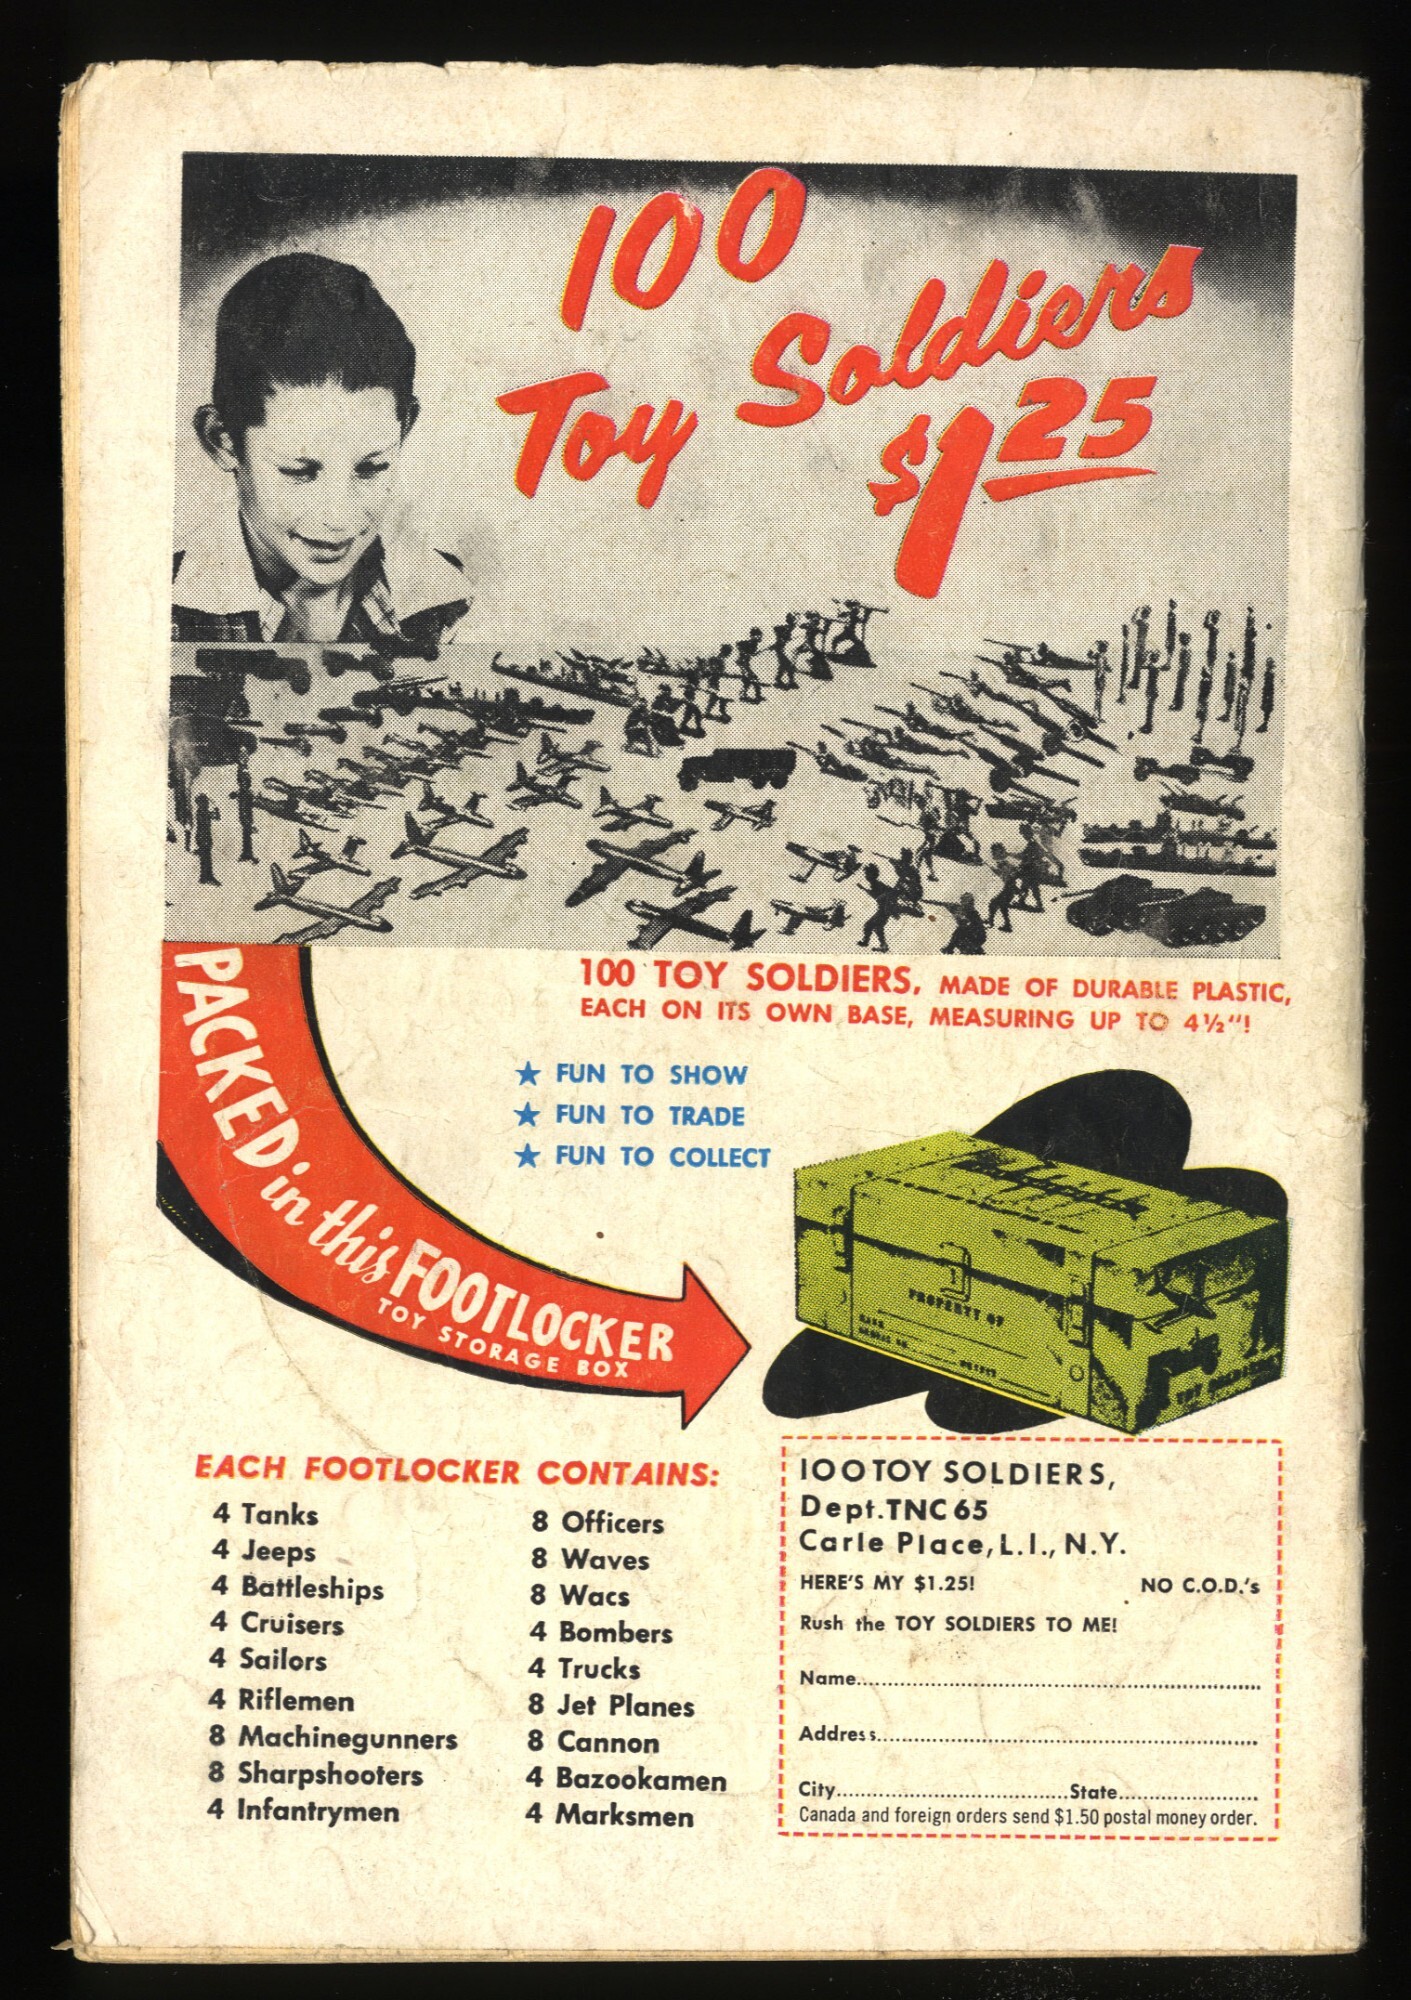 100
Toy Soldiers
$1.25
100 TOY SOLDIERS, MADE OF DURABLE PLASTIC,
EACH ON ITS OWN BASE, MEASURING UP TO 4½"!
★ FUN TO SHOW
★ FUN TO TRADE
★ FUN TO COLLECT
PACKED in this FOOTLOCKER
TOY STORAGE BOX
PROPERTY OF
EACH FOOTLOCKER CONTAINS:
4 Tanks
4 Jeeps
4 Battleships
4 Cruisers
4 Sailors
4 Riflemen
8 Machinegunners
8 Sharpshooters
4 Infantrymen
8 Officers
8 Waves
8 Wacs
4 Bombers
4 Trucks
8 Jet Planes
8 Cannon
4 Bazookamen
4 Marksmen
100 TOY SOLDIERS,
Dept. TNC 65
Carle Place, L.I., N.Y.
HERE'S MY $1.25! NO C.O.D.'s
Rush the TOY SOLDIERS TO ME!
Name
Address
City State
Canada and foreign orders send $1.50 postal money order.